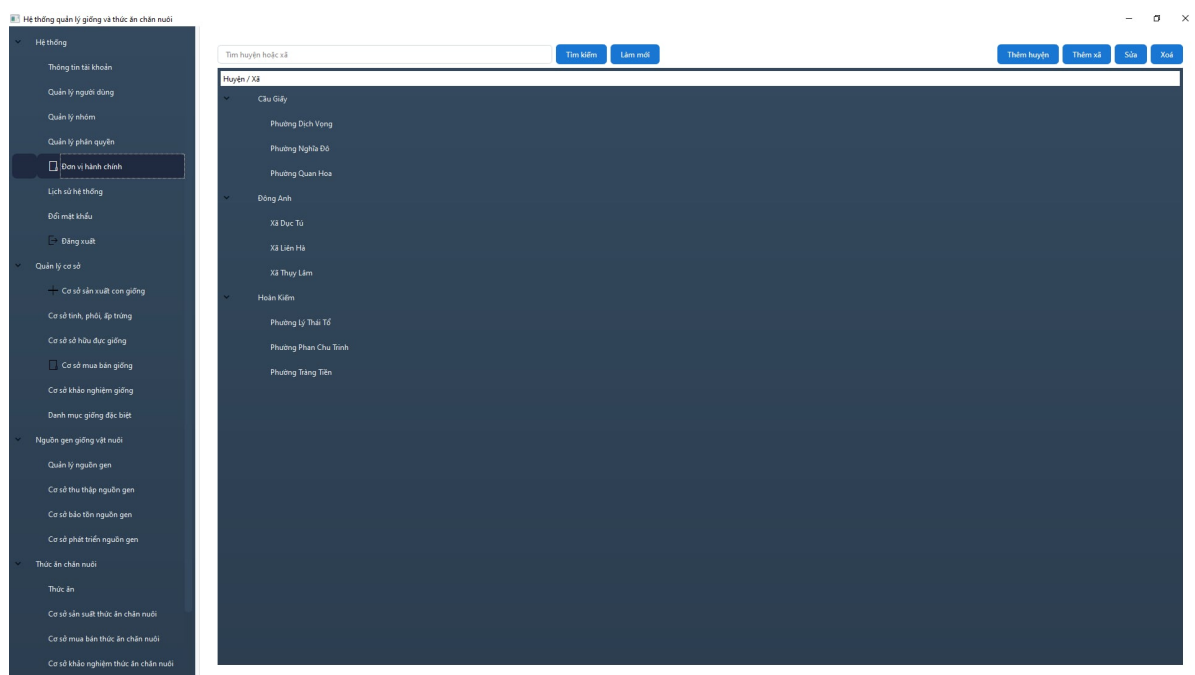 Hệ thống quản lý giống và thức ăn chăn nuôi
Hệ thống
Thông tin tài khoản
Quản lý người dùng
Quản lý nhóm
Quản lý phân quyền
Đơn vị hành chính
Lịch sử hệ thống
Đổi mật khẩu
Đăng xuất
Quản lý cơ sở
Cơ sở sản xuất con giống
Cơ sở tinh, phôi, ấp trứng
Cơ sở sở hữu đực giống
Cơ sở mua bán giống
Cơ sở khảo nghiệm giống
Danh mục giống đặc biệt
Nguồn gen giống vật nuôi
Quản lý nguồn gen
Cơ sở thu thập nguồn gen
Cơ sở bảo tồn nguồn gen
Cơ sở phát triển nguồn gen
Thức ăn chăn nuôi
Thức ăn
Cơ sở sản suất thức ăn chăn nuôi
Cơ sở mua bán thức ăn chăn nuôi
Cơ sở khảo nghiệm thức ăn chăn nuôi
Tìm huyện hoặc xã
Tìm kiếm
Làm mới
Thêm huyện
Thêm xã
Sửa
Xoá
Huyện / Xã
Cầu Giấy
Phường Dịch Vọng
Phường Nghĩa Đô
Phường Quan Hoa
Đông Anh
Xã Dục Tú
Xã Liên Hà
Xã Thụy Lâm
Hoàn Kiếm
Phường Lý Thái Tổ
Phường Phan Chu Trinh
Phường Tràng Tiền